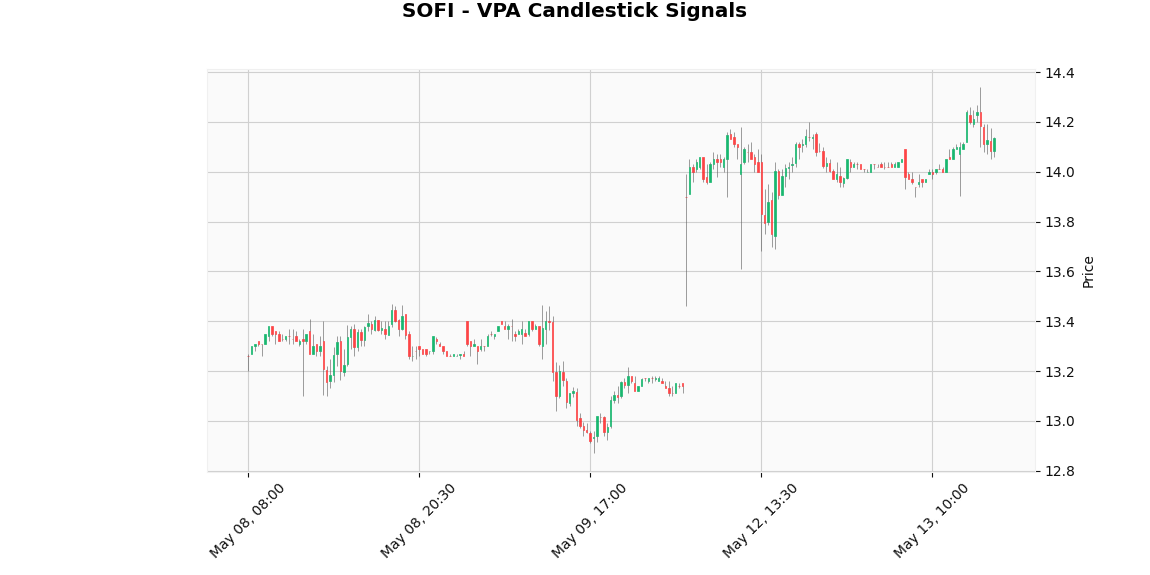 SOFI - VPA Candlestick Signals
14.4
14.2
14.0
13.8
13.6
13.4
13.2
13.0
12.8
Price
May 08, 08:00
May 08, 20:30
May 09, 17:00
May 12, 13:30
May 13, 10:00